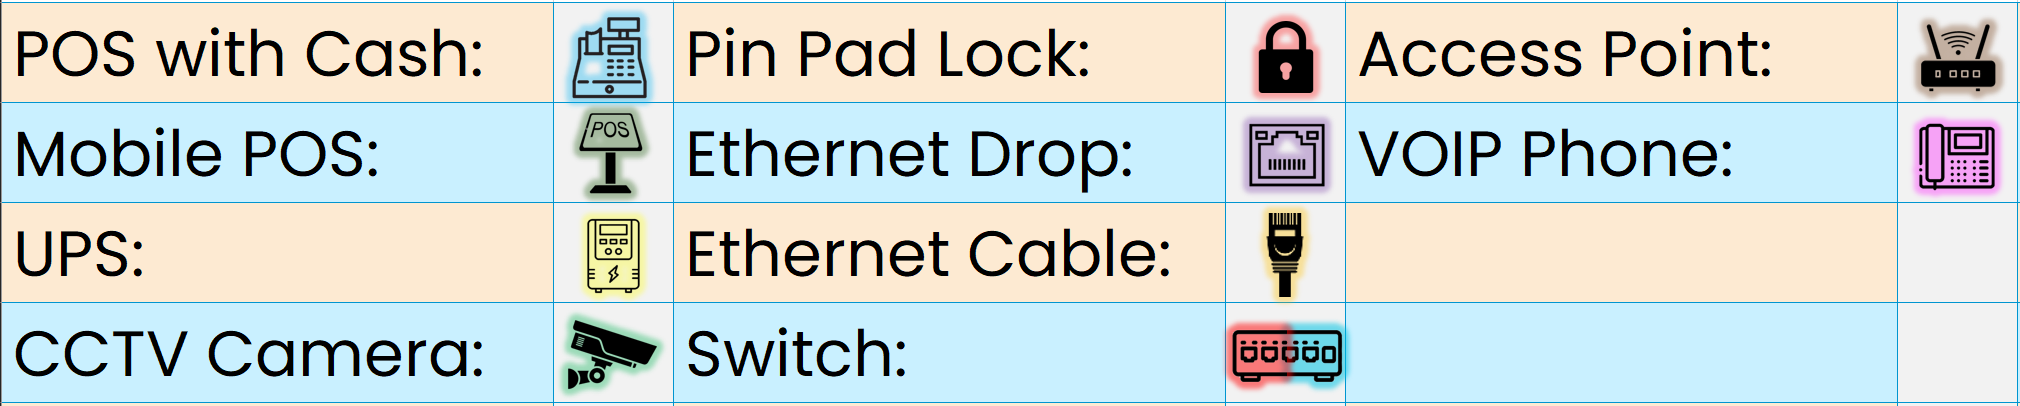 POS with Cash: Pin Pad Lock: Access Point:
Mobile POS: POS Ethernet Drop: VOIP Phone:
UPS: Ethernet Cable:
CCTV Camera: Switch: